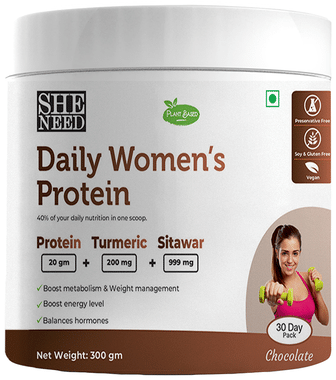 SHE
NEED
PLANT BASED
Preservative Free
Soy & Gluten Free
Vegan
Daily Women's
Protein
40% of your daily nutrition in one scoop.
Protein Turmeric Sitawar
20 gm + 200 mg + 999 mg
✓Boost metabolism & Weight management
✓Boost energy level
✓Balances hormones
30 Day
Pack
Net Weight: 300 gm
Chocolate